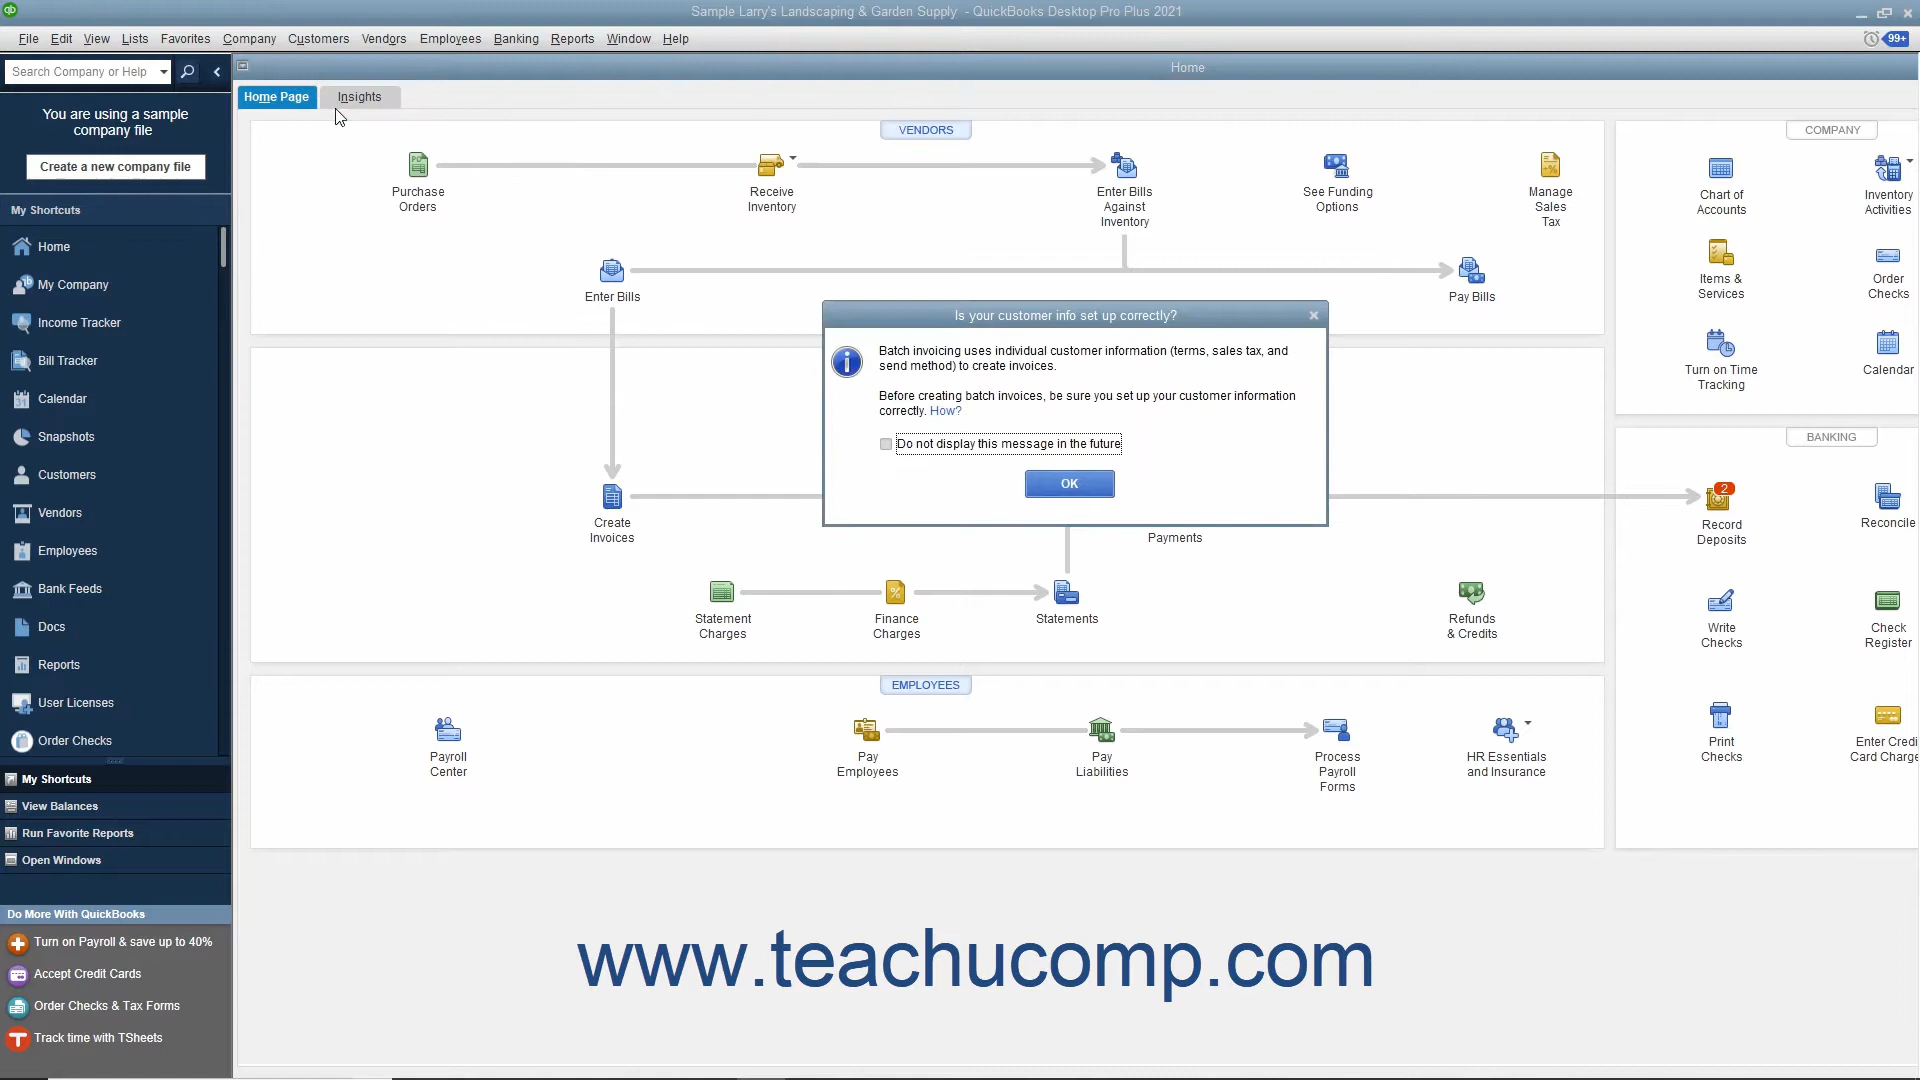 Sample Larry's Landscaping & Garden Supply - QuickBooks Desktop Pro Plus 2021
File Edit View Lists Favorites Company Customers Vendors Employees Banking Reports Window Help
99+
Search Company or Help
Home
Home Page
Insights
You are using a sample
company file
Create a new company file
My Shortcuts
Home
My Company
Income Tracker
Bill Tracker
Calendar
Snapshots
Customers
Vendors
Employees
Bank Feeds
Docs
Reports
User Licenses
Order Checks
My Shortcuts
View Balances
Run Favorite Reports
Open Windows
Do More With QuickBooks
Turn on Payroll & save up to 40%
Accept Credit Cards
Order Checks & Tax Forms
Track time with TSheets
VENDORS
Purchase
Orders
Receive
Inventory
Enter Bills
Against
Inventory
See Funding
Options
Manage
Sales
Tax
Enter Bills
Pay Bills
Is your customer info set up correctly?
Batch invoicing uses individual customer information (terms, sales tax, and
send method) to create invoices.
Before creating batch invoices, be sure you set up your customer information
correctly. How?
Do not display this message in the future
OK
Create
Invoices
Payments
Statement
Charges
Finance
Charges
Statements
Refunds
& Credits
EMPLOYEES
Payroll
Center
Pay
Employees
Pay
Liabilities
Process
Payroll
Forms
HR Essentials
and Insurance
COMPANY
Chart of
Accounts
Inventory
Activities
Items &
Services
Order
Checks
Turn on Time
Tracking
Calendar
BANKING
2
Record
Deposits
Reconcile
Write
Checks
Check
Register
Print
Checks
Enter Credi
Card Charge
www.teachucomp.com